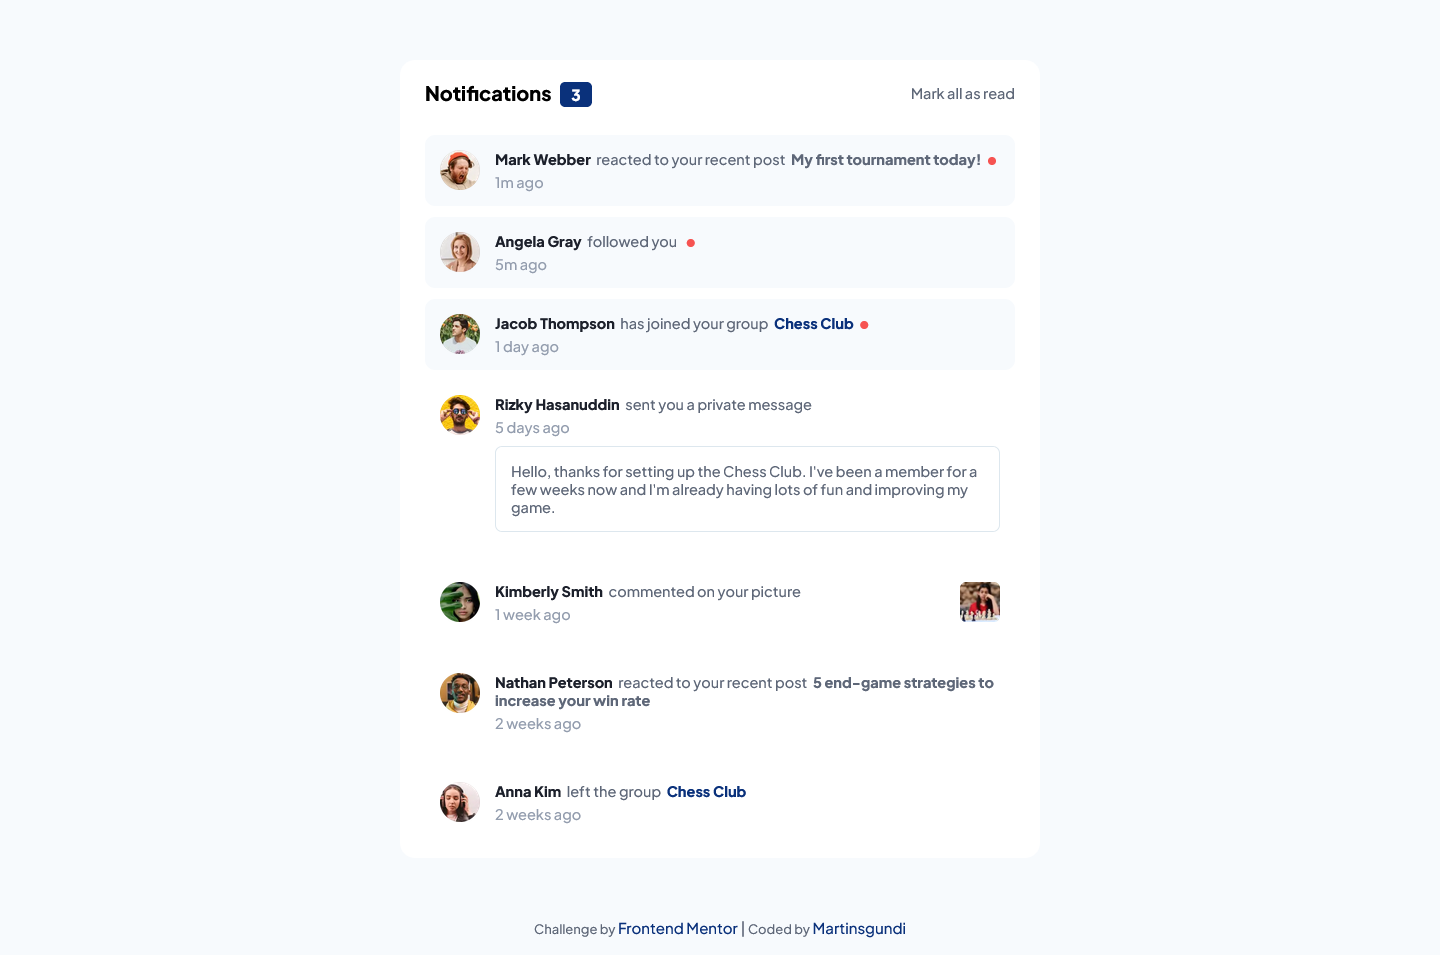 Notifications 3
Mark all as read
Mark Webber reacted to your recent post My first tournament today!
1m ago
Angela Gray followed you
5m ago
Jacob Thompson has joined your group Chess Club
1 day ago
Rizky Hasanuddin sent you a private message
5 days ago
Hello, thanks for setting up the Chess Club. I've been a member for a
few weeks now and I'm already having lots of fun and improving my
game.
Kimberly Smith commented on your picture
1 week ago
Nathan Peterson reacted to your recent post 5 end-game strategies to
increase your win rate
2 weeks ago
Anna Kim left the group Chess Club
2 weeks ago
Challenge by Frontend Mentor | Coded by Martinsgundi